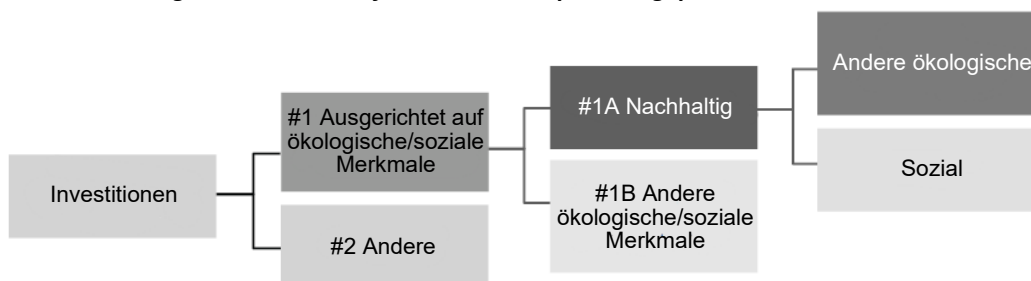 Investitionen
#1 Ausgerichtet auf
ökologische/soziale
Merkmale
#2 Andere
#1A Nachhaltig
#1B Andere
ökologische/soziale
Merkmale
Andere ökologische
Sozial